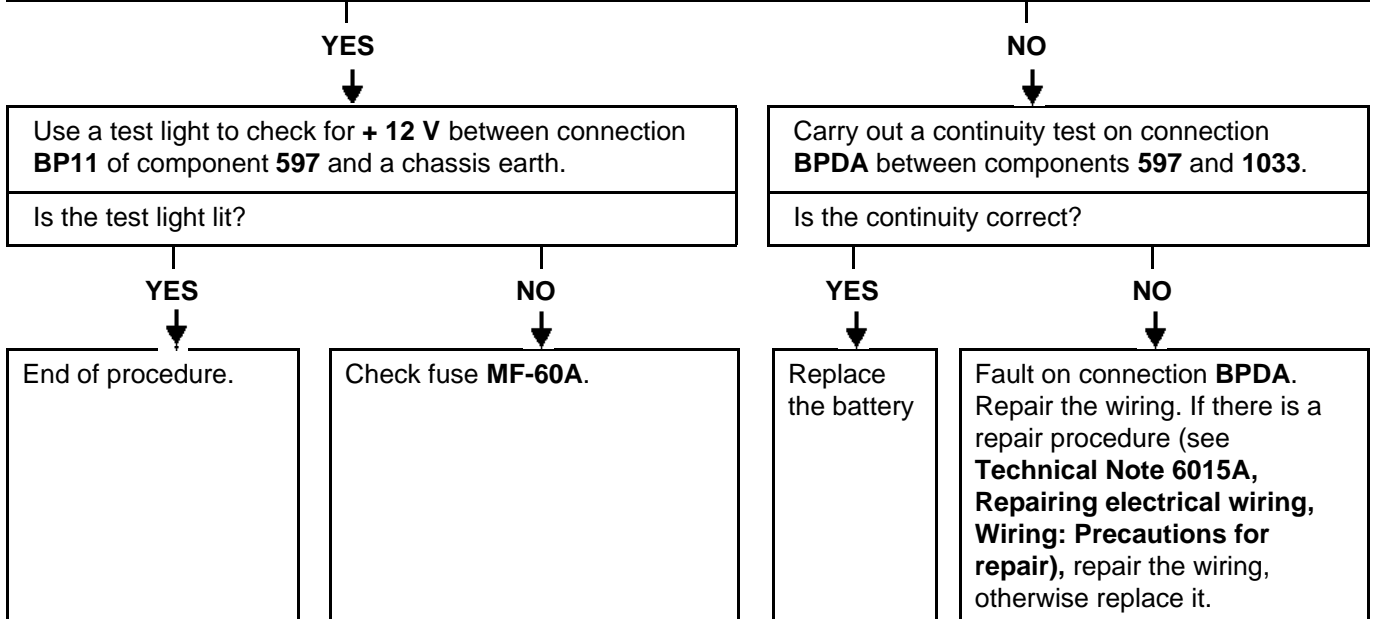 YES
NO
Use a test light to check for + 12 V between connection
BP11 of component 597 and a chassis earth.
Is the test light lit?
Carry out a continuity test on connection
BPDA between components 597 and 1033.
Is the continuity correct?
YES
NO
YES
NO
End of procedure.
Check fuse MF-60A.
Replace
the battery
Fault on connection BPDA.
Repair the wiring. If there is a
repair procedure (see
Technical Note 6015A,
Repairing electrical wiring,
Wiring: Precautions for
repair), repair the wiring,
otherwise replace it.